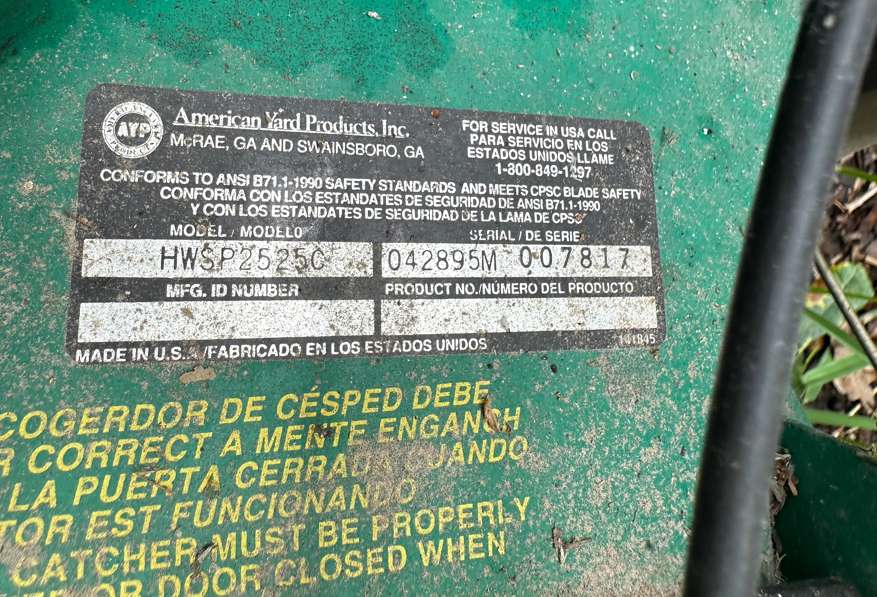 AYP
American Yard Products, Inc.
McRAE, GA AND SWAINSBORO, GA
FOR SERVICE IN USA CALL
PARA SERVICIO EN LOS
ESTADOS UNIDOS LLAME
1-800-849-1297
CONFORMS TO ANSI B71.1-1990 SAFETY STANDARDS AND MEETS CPSC BLADE SAFETY
CONFORMA CON LOS ESTANDATES DE SEGURIDAD DE ANSI B71.1-1990
Y CON LOS ESTANDATES DE SEGURIDAD DE LA LAMA DE CPSC
MODEL / MODELO
SERIAL / DE SERIE
HWSP2525C
042895M 007817
MFG. ID NUMBER
PRODUCT NO./NÚMERO DEL PRODUCTO
MADE IN U.S.A./FABRICADO EN LOS ESTADOS UNIDOS
COGERDOR DE CÉSPED DEBE
R CORRECT A MENTE ENGANCH
LA PUERTA CERRADA CUANDO
TOR EST FUNCIONANDO
CATCHER MUST BE PROPERLY
OR DOOR CLOSED WHEN